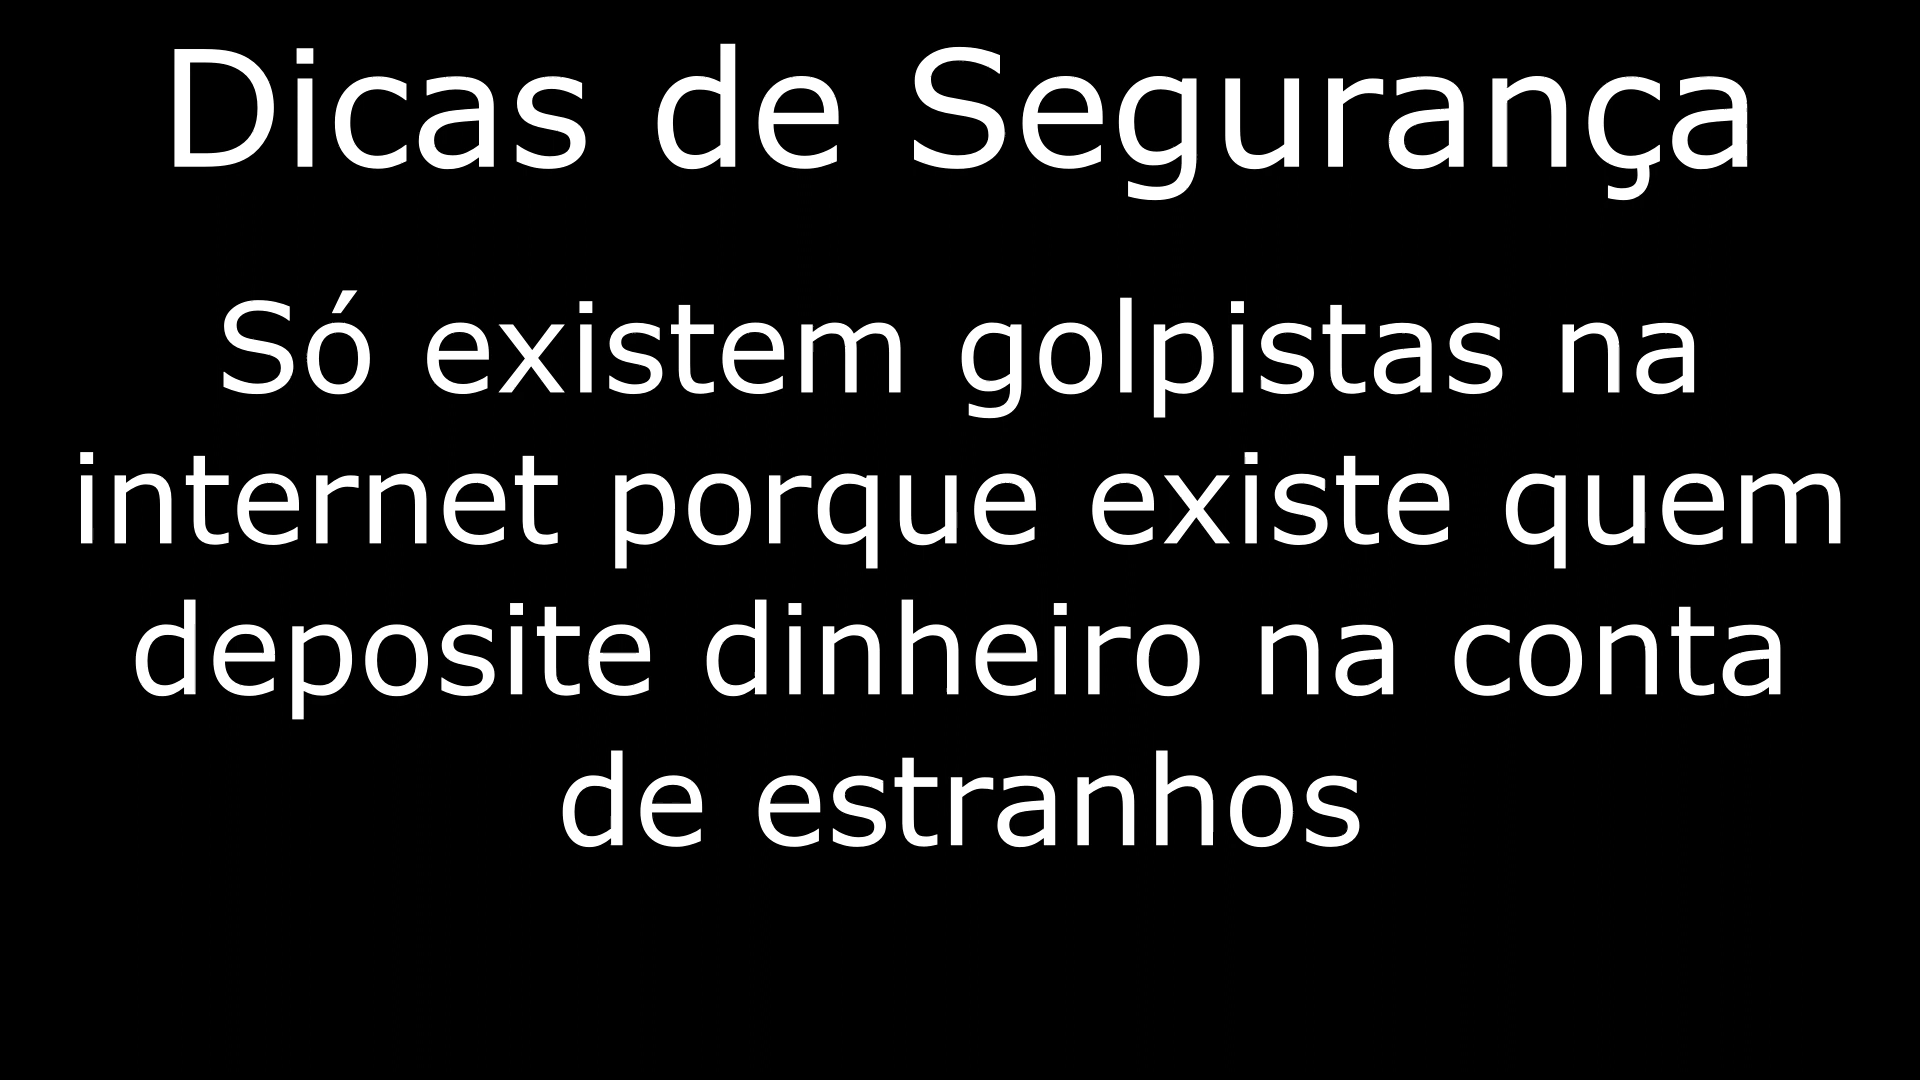 Dicas de Segurança
Só existem golpistas na
internet porque existe quem
deposite dinheiro na conta
de estranhos